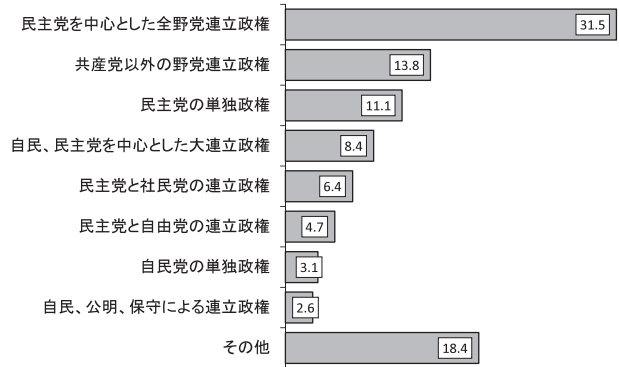 民主党を中心とした全野党連立政権 31.5
共産党以外の野党連立政権 13.8
民主党の単独政権 11.1
自民、民主党を中心とした大連立政権 8.4
民主党と社民党の連立政権 6.4
民主党と自由党の連立政権 4.7
自民党の単独政権 3.1
自民、公明、保守による連立政権 2.6
その他 18.4